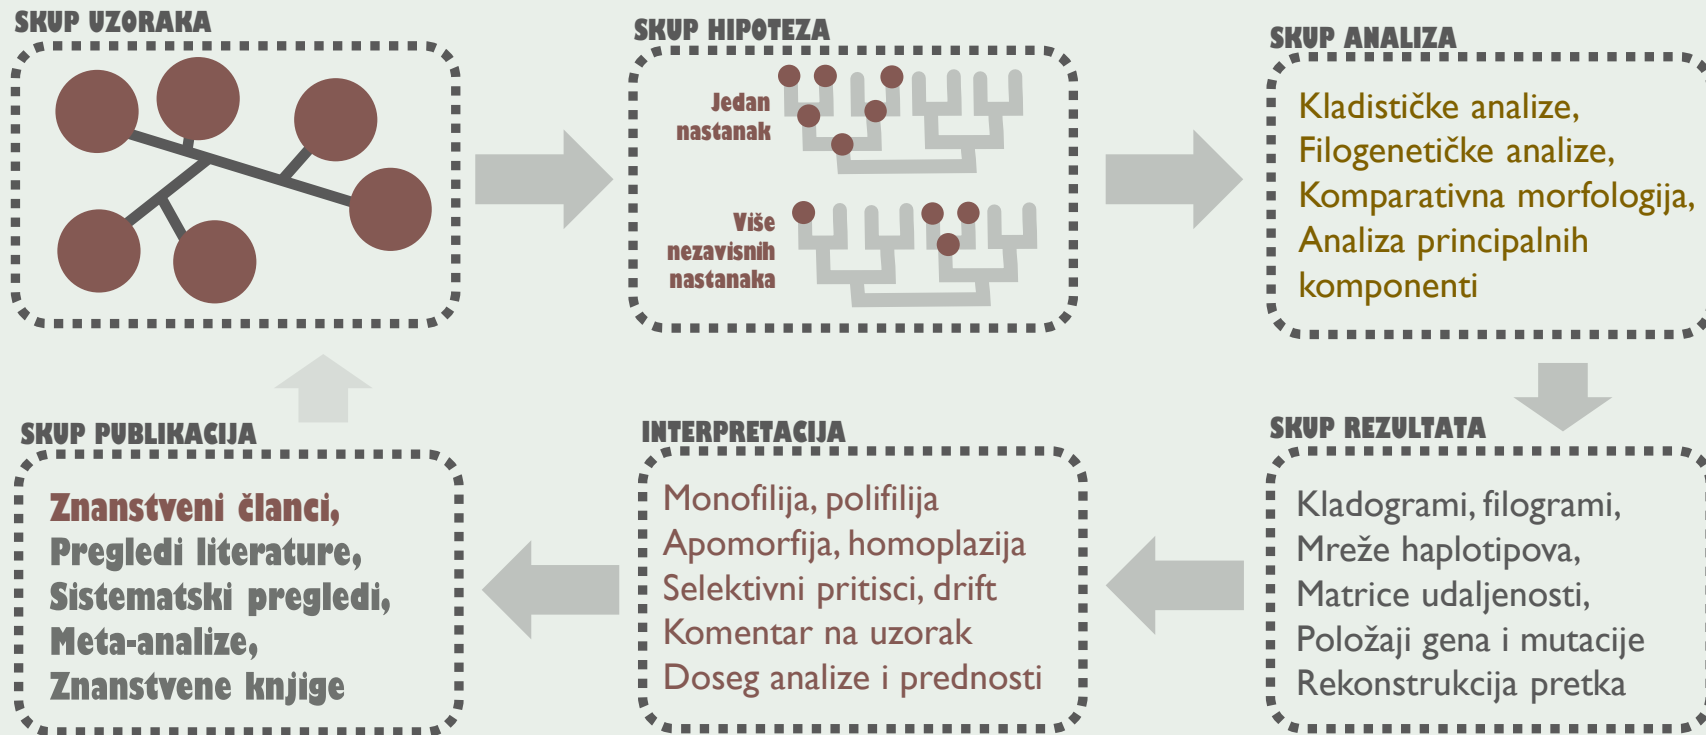 SKUP UZORAKA
SKUP HIPOTEZA
Jedan
nastanak
Više
nezavisnih
nastanaka
SKUP ANALIZA
Kladističke analize,
Filogenetičke analize,
Komparativna morfologija,
Analiza principalnih
komponenti
SKUP REZULTATA
Kladogrami, filogrami,
Mreže haplotipova,
Matrice udaljenosti,
Položaji gena i mutacije
Rekonstrukcija pretka
INTERPRETACIJA
Monofilija, polifilija
Apomorfija, homoplazija
Selektivni pritisci, drift
Komentar na uzorak
Doseg analize i prednosti
SKUP PUBLIKACIJA
Znanstveni članci,
Pregledi literature,
Sistematski pregledi,
Meta-analize,
Znanstvene knjige